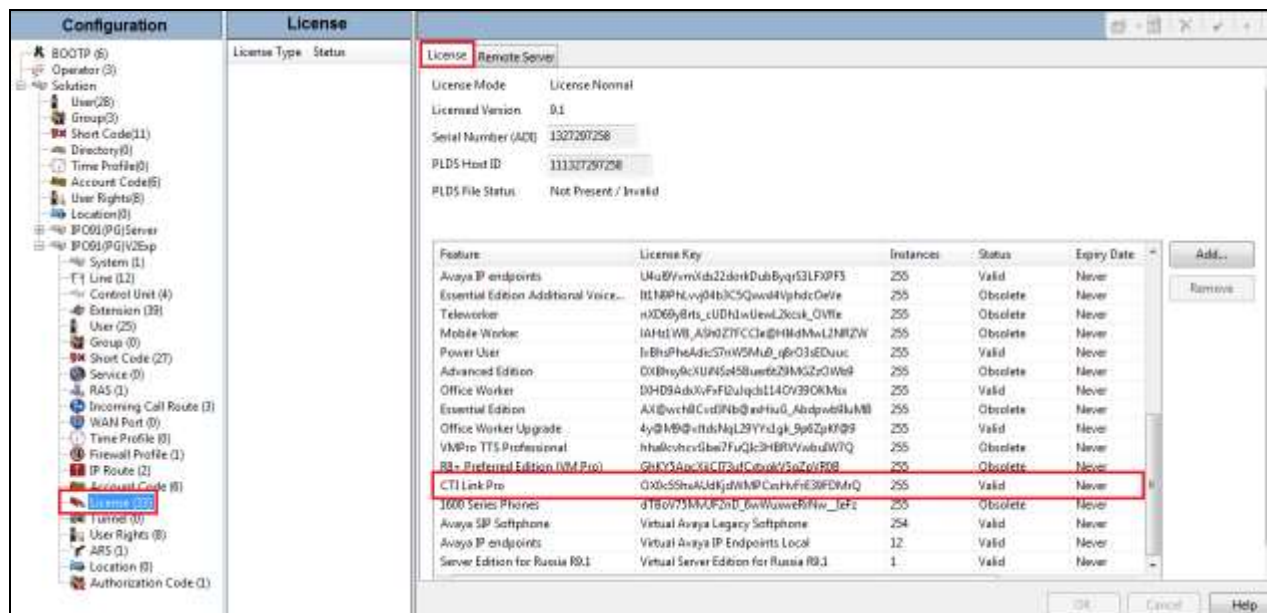 Configuration
BOOTP (6)
Operator (3)
Solution
User(28)
Group(3)
Short Code(11)
Directory(0)
Time Profile(0)
Account Code(6)
User Rights(8)
Location(0)
IPO91(PG)Server
IPO91(PG)V2Exp
System (1)
Line (12)
Control Unit (4)
Extension (39)
User (25)
Group (0)
Short Code (27)
Service (0)
RAS (1)
Incoming Call Route (3)
WAN Port (0)
Time Profile (0)
Firewall Profile (1)
IP Route (2)
Account Code (6)
License (33)
Tunnel (0)
User Rights (8)
ARS (1)
Location (0)
Authorization Code (1)
License
License Type Status
License Remote Server
License Mode License Normal
Licensed Version 9.1
Serial Number (ADI) 1327297258
PLDS Host ID 111327297258
PLDS File Status Not Present / Invalid
Feature License Key Instances Status Expiry Date
Avaya IP endpoints 255 Valid Never
Essential Edition Additional Voice... 255 Obsolete Never
Teleworker 255 Obsolete Never
Mobile Worker 255 Obsolete Never
Power User 255 Valid Never
Advanced Edition 255 Obsolete Never
Office Worker 255 Valid Never
Essential Edition 255 Obsolete Never
Office Worker Upgrade 255 Valid Never
VMPro TTS Professional 255 Obsolete Never
R8+ Preferred Edition (VM Pro) 255 Obsolete Never
CTI Link Pro 255 Valid Never
1600 Series Phones 255 Obsolete Never
Avaya SIP Softphone Virtual Avaya Legacy Softphone 254 Valid Never
Avaya IP endpoints Virtual Avaya IP Endpoints Local 12 Valid Never
Server Edition for Russia R9.1 Virtual Server Edition for Russia R9.1 1 Valid Never
Add...
Remove
OK Cancel Help